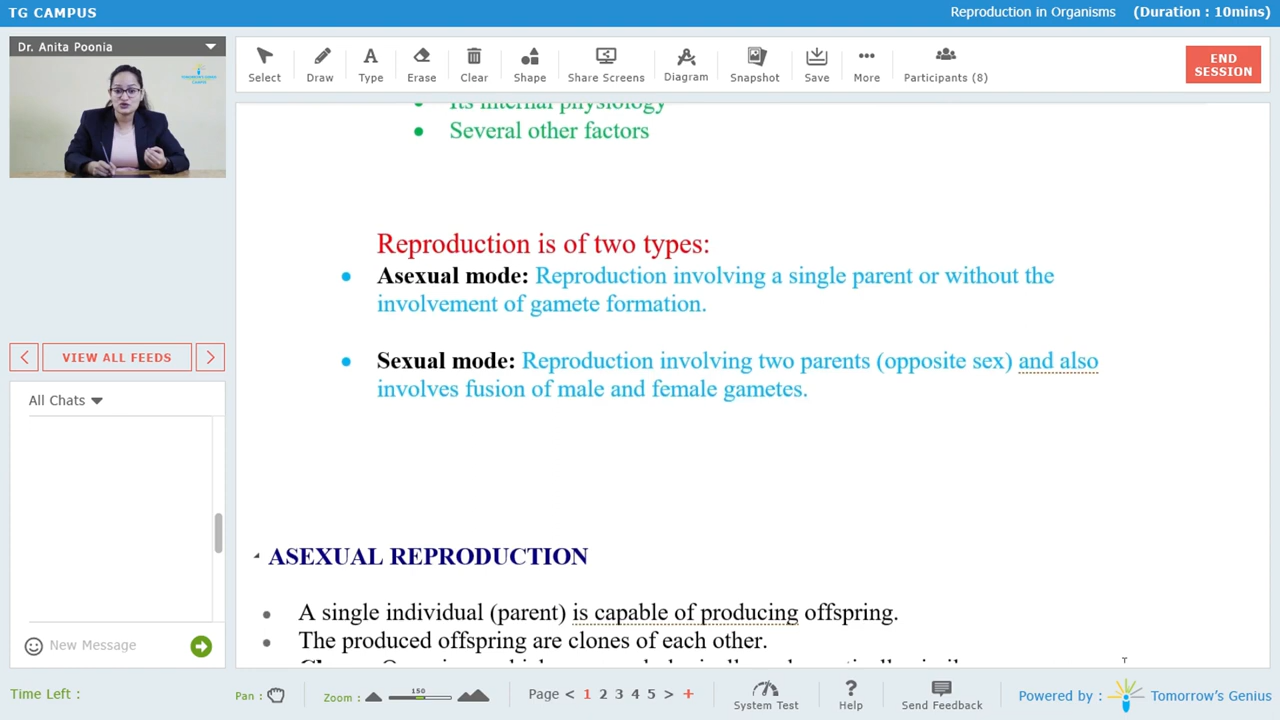 TG CAMPUS
Reproduction in Organisms (Duration : 10mins)
Dr. Anita Poonia
Select
Draw
Type
Erase
Clear
Shape
Share Screens
Diagram
Snapshot
Save
More
Participants (8)
END
SESSION
Its internal physiology
Several other factors
Reproduction is of two types:
Asexual mode: Reproduction involving a single parent or without the
involvement of gamete formation.
Sexual mode: Reproduction involving two parents (opposite sex) and also
involves fusion of male and female gametes.
ASEXUAL REPRODUCTION
A single individual (parent) is capable of producing offspring.
The produced offspring are clones of each other.
VIEW ALL FEEDS
All Chats
New Message
Time Left :
Pan :
Zoom :
150
Page < 1 2 3 4 5 > +
System Test
Help
Send Feedback
Powered by : Tomorrow's Genius